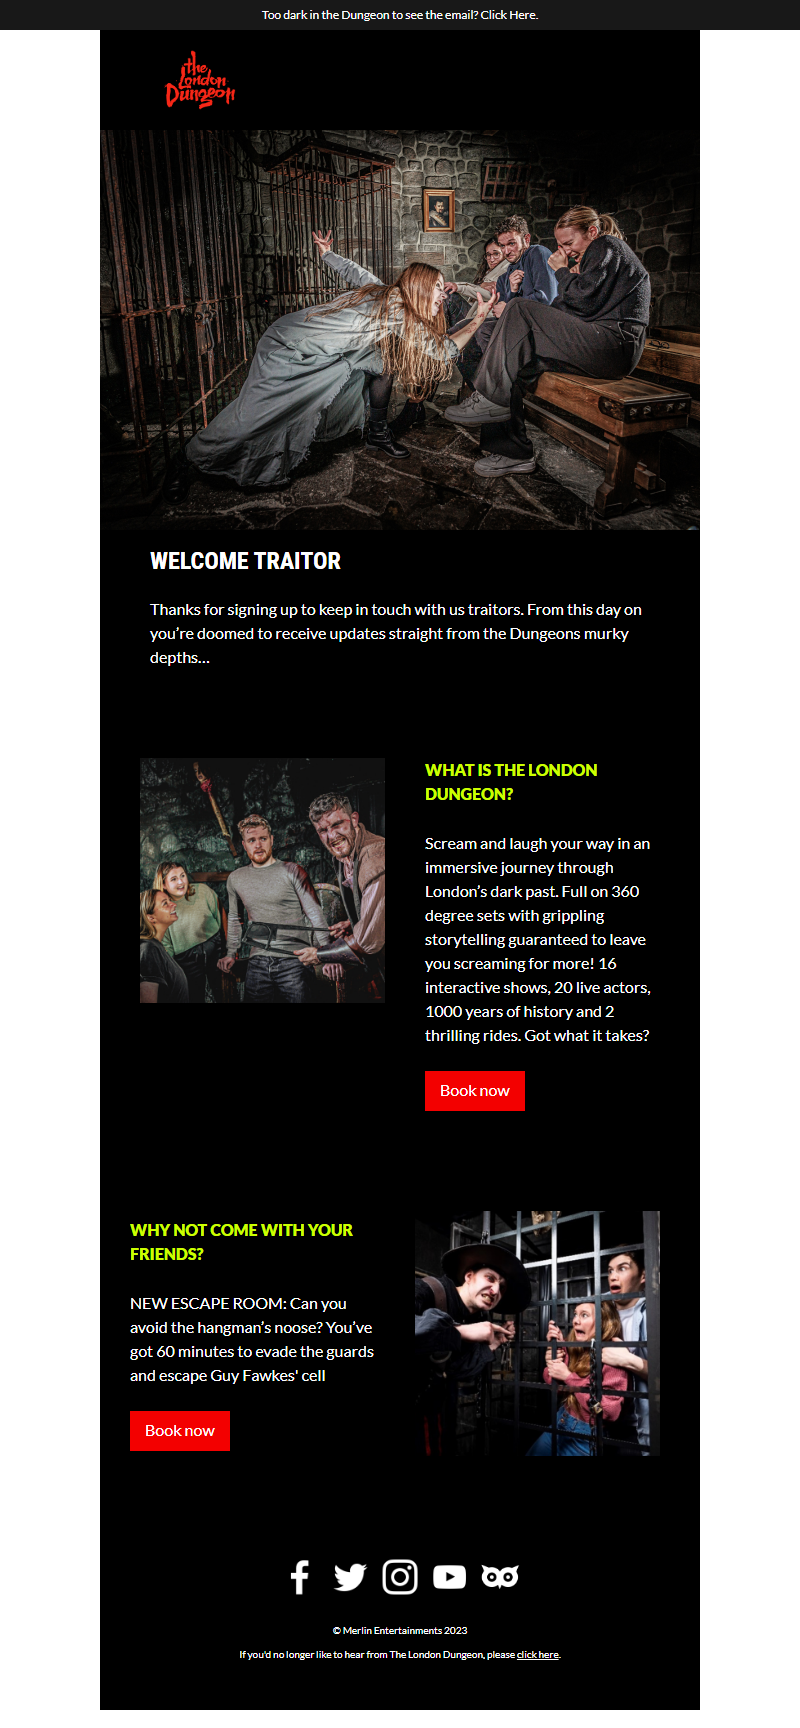 Too dark in the Dungeon to see the email? Click Here.
the
London
Dungeon
WELCOME TRAITOR
Thanks for signing up to keep in touch with us traitors. From this day on
you’re doomed to receive updates straight from the Dungeons murky
depths...
WHAT IS THE LONDON
DUNGEON?
Scream and laugh your way in an
immersive journey through
London’s dark past. Full on 360
degree sets with grippling
storytelling guaranteed to leave
you screaming for more! 16
interactive shows, 20 live actors,
1000 years of history and 2
thrilling rides. Got what it takes?
Book now
WHY NOT COME WITH YOUR
FRIENDS?
NEW ESCAPE ROOM: Can you
avoid the hangman’s noose? You’ve
got 60 minutes to evade the guards
and escape Guy Fawkes' cell
Book now
© Merlin Entertainments 2023
If you'd no longer like to hear from The London Dungeon, please click here.